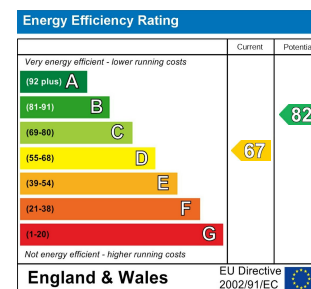 Energy Efficiency Rating
Current Potentia
Very energy efficient - lower running costs
(92 plus) A
(81-91) B
82
(69-80) C
(55-68) D
67
(39-54) E
(21-38) F
(1-20) G
Not energy efficient - higher running costs
England & Wales
EU Directive
2002/91/EC